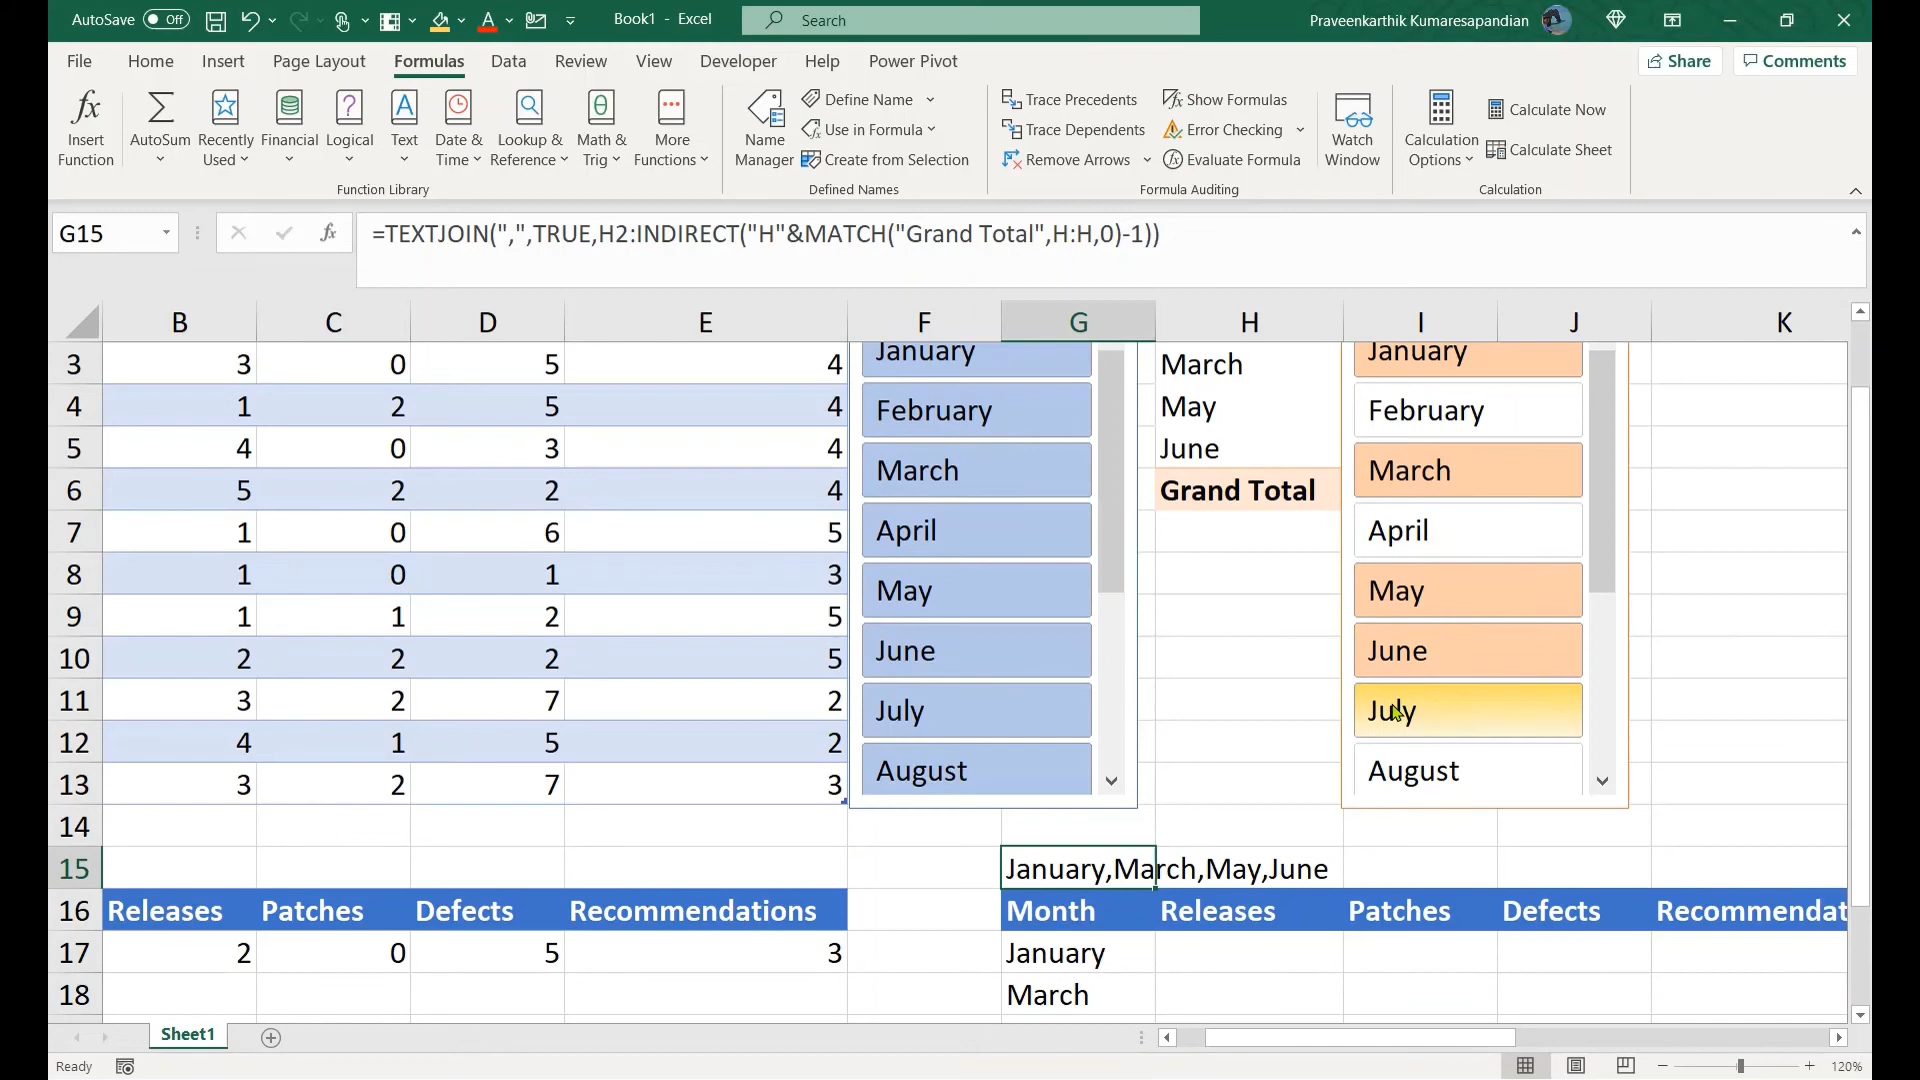 AutoSave Off Book1 - Excel Search Praveenkarthik Kumaresapandian
File Home Insert Page Layout Formulas Data Review View Developer Help Power Pivot Share Comments
Insert Function AutoSum Recently Used Financial Logical Text Date & Time Lookup & Reference Math & Trig More Functions
Function Library
Name Manager Define Name Use in Formula Create from Selection
Defined Names
Trace Precedents Show Formulas
Trace Dependents Error Checking
Remove Arrows Evaluate Formula
Formula Auditing
Watch Window
Calculation Options Calculate Now Calculate Sheet
Calculation
G15 fx =TEXTJOIN(",",TRUE,H2:INDIRECT("H"&MATCH("Grand Total",H:H,0)-1))
B C D E F G H I J K
3 3 0 5 4 January March January
4 1 2 5 4 February May February
5 4 0 3 4 March June March
6 5 2 2 4 April Grand Total April
7 1 0 6 5 May May
8 1 0 1 3 June June
9 1 1 2 5 July July
10 2 2 2 5 August August
11 3 2 7 2
12 4 1 5 2
13 3 2 7 3
14
15 January,March,May,June
16 Releases Patches Defects Recommendations Month Releases Patches Defects Recommendat
17 2 0 5 3 January
18 March
Sheet1
Ready 120%